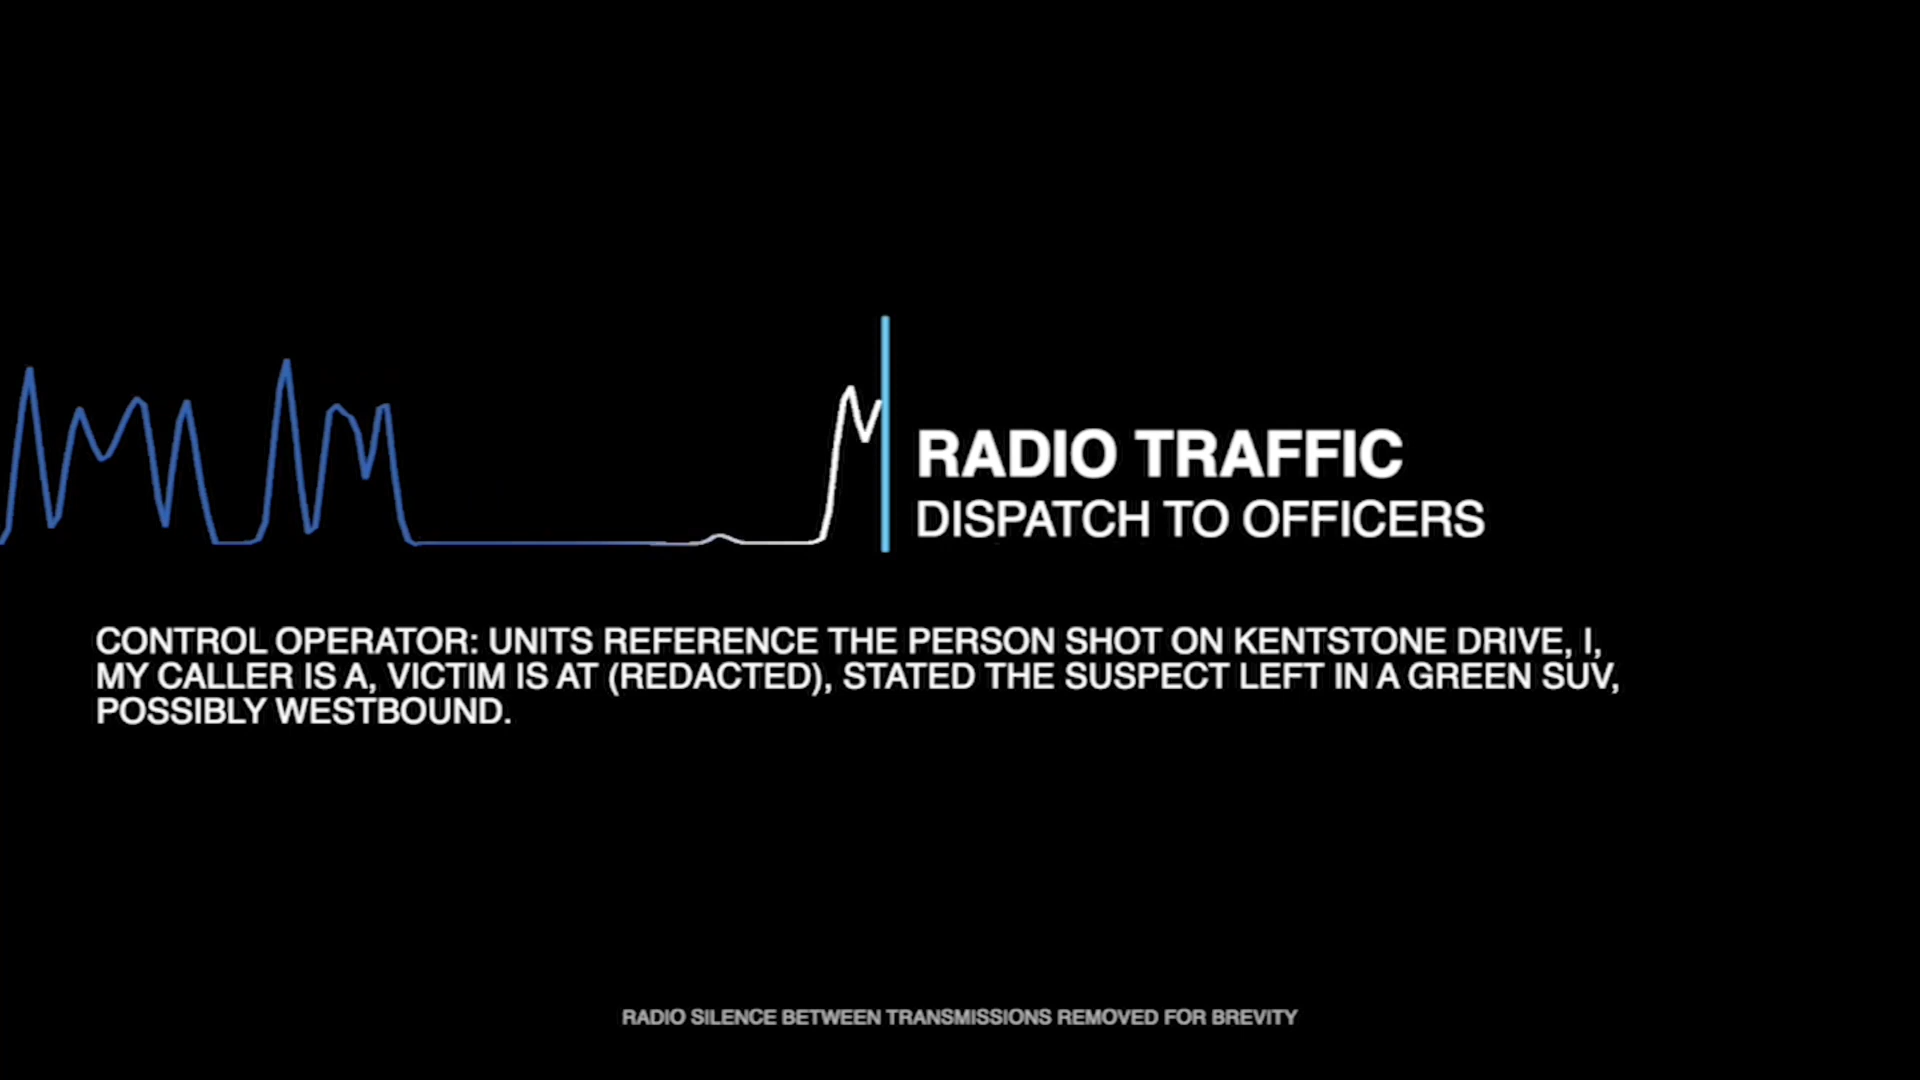 RADIO TRAFFIC
DISPATCH TO OFFICERS
CONTROL OPERATOR: UNITS REFERENCE THE PERSON SHOT ON KENTSTONE DRIVE, I,
MY CALLER IS A, VICTIM IS AT (REDACTED), STATED THE SUSPECT LEFT IN A GREEN SUV,
POSSIBLY WESTBOUND.
RADIO SILENCE BETWEEN TRANSMISSIONS REMOVED FOR BREVITY